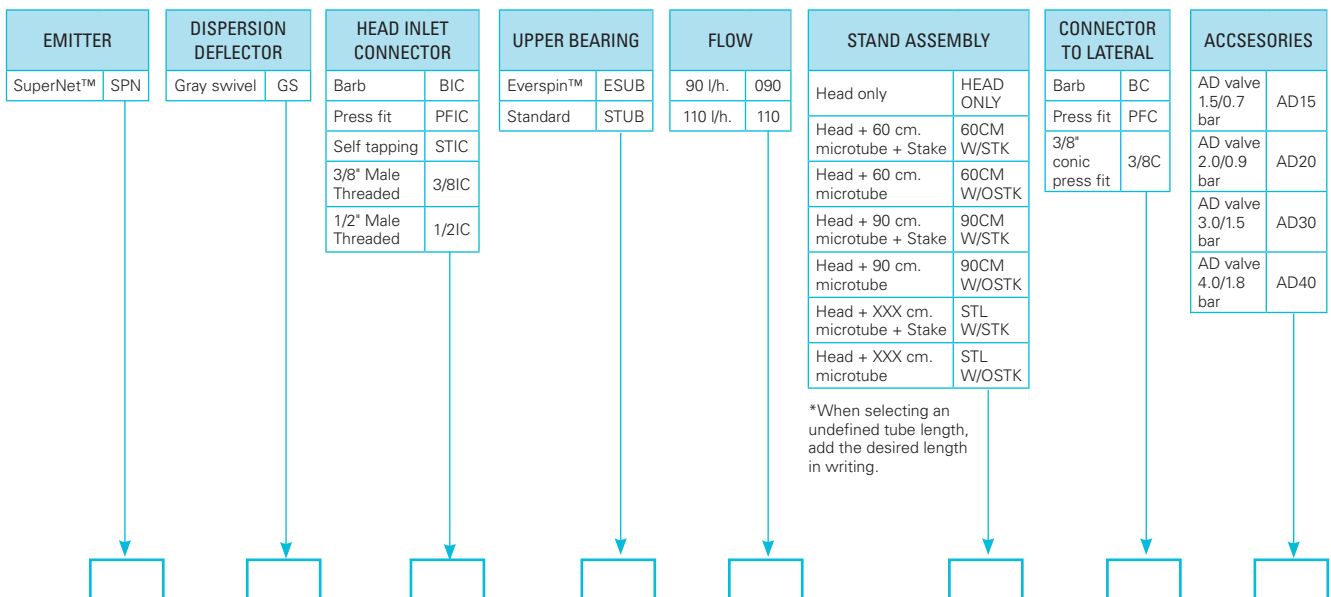 EMITTER
SuperNet™ SPN
DISPERSION
DEFLECTOR
Gray swivel GS
HEAD INLET
CONNECTOR
Barb BIC
Press fit PFIC
Self tapping STIC
3/8" Male
Threaded
3/8IC
1/2" Male
Threaded
1/2IC
UPPER BEARING
Everspin™ ESUB
Standard STUB
FLOW
90 l/h. 090
110 l/h. 110
STAND ASSEMBLY
Head only
HEAD
ONLY
Head + 60 cm.
microtube + Stake
60CM
W/STK
Head + 60 cm.
microtube
60CM
W/OSTK
Head + 90 cm.
microtube + Stake
90CM
W/STK
Head + 90 cm.
microtube
90CM
W/OSTK
Head + XXX cm.
microtube + Stake
STL
W/STK
Head + XXX cm.
microtube
STL
W/OSTK
*When selecting an
undefined tube length,
add the desired length
in writing.
CONNECTOR
TO LATERAL
Barb BC
Press fit PFC
3/8"
conic
press fit
3/8C
ACCSESORIES
AD valve
1.5/0.7
bar
AD15
AD valve
2.0/0.9
bar
AD20
AD valve
3.0/1.5
bar
AD30
AD valve
4.0/1.8
bar
AD40